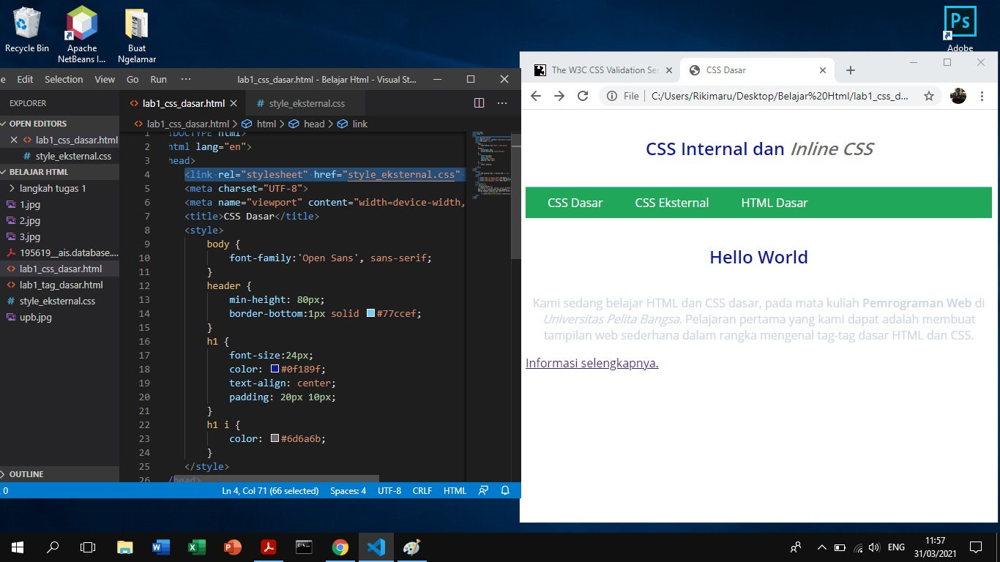 Recycle Bin
Apache
NetBeans I...
Buat
Ngelamar
Ps
Adobe
e Edit Selection View Go Run ···
lab1_css_dasar.html - Belajar Html - Visual St...
EXPLORER
OPEN EDITORS
lab1_css_dasar.html
# style_eksternal.css
BELAJAR HTML
langkah tugas 1
1.jpg
2.jpg
3.jpg
195619__ais.database....
lab1_css_dasar.html
lab1_tag_dasar.html
# style_eksternal.css
upb.jpg
OUTLINE
lab1_css_dasar.html
# style_eksternal.css
lab1_css_dasar.html > html > head > link
1 !DOCTYPE html>
2 html lang="en">
3 head>
4 <link rel="stylesheet" href="style_eksternal.css"
5 <meta charset="UTF-8">
6 <meta name="viewport" content="width=device-width,
7 <title>CSS Dasar</title>
8 <style>
9 body {
10 font-family:'Open Sans', sans-serif;
11 }
12 header {
13 min-height: 80px;
14 border-bottom:1px solid #77ccef;
15 }
16 h1 {
17 font-size:24px;
18 color: #0f189f;
19 text-align: center;
20 padding: 20px 10px;
21 }
22 h1 i {
23 color: #6d6a6b;
24 }
25 </style>
26 /head>
0
Ln 4, Col 71 (66 selected) Spaces: 4 UTF-8 CRLF HTML
The W3C CSS Validation Se
CSS Dasar
File | C:/Users/Rikimaru/Desktop/Belajar%20Html/lab1_css_d...
CSS Internal dan Inline CSS
CSS Dasar CSS Eksternal HTML Dasar
Hello World
Kami sedang belajar HTML dan CSS dasar, pada mata kuliah Pemrograman Web di
Universitas Pelita Bangsa. Pelajaran pertama yang kami dapat adalah membuat
tampilan web sederhana dalam rangka mengenal tag-tag dasar HTML dan CSS.
Informasi selengkapnya.
ENG
11:57
31/03/2021